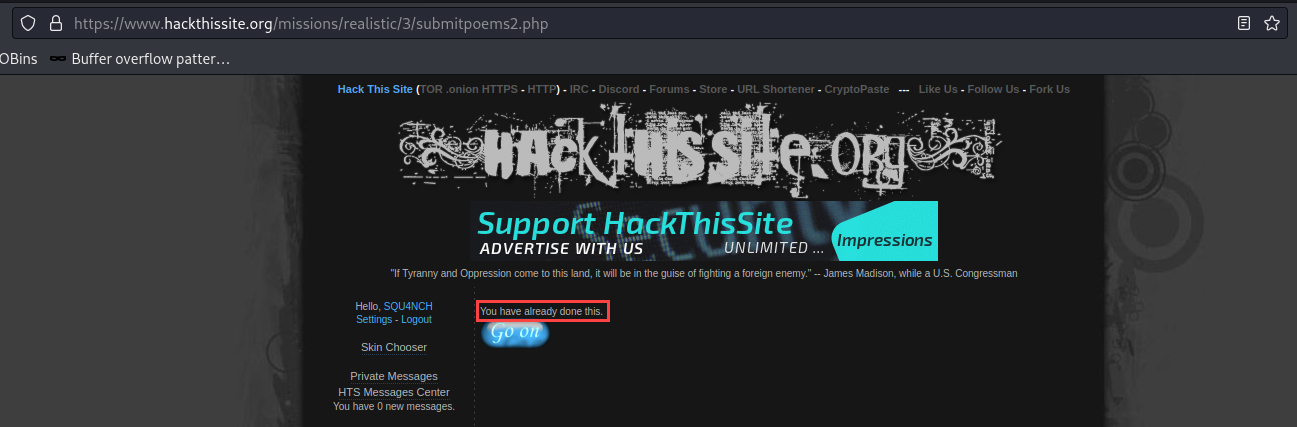 https://www.hackthissite.org/missions/realistic/3/submitpoems2.php
OBins Buffer overflow patter…
Hack This Site (TOR .onion HTTPS - HTTP) - IRC - Discord - Forums - Store - URL Shortener - CryptoPaste --- Like Us - Follow Us - Fork Us
HAckthissite.org
Security
Support HackThisSite
ADVERTISE WITH US UNLIMITED ... Impressions
"If Tyranny and Oppression come to this land, it will be in the guise of fighting a foreign enemy." -- James Madison, while a U.S. Congressman
Hello, SQU4NCH
Settings - Logout
Skin Chooser
Private Messages
HTS Messages Center
You have 0 new messages.
You have already done this.
Go on